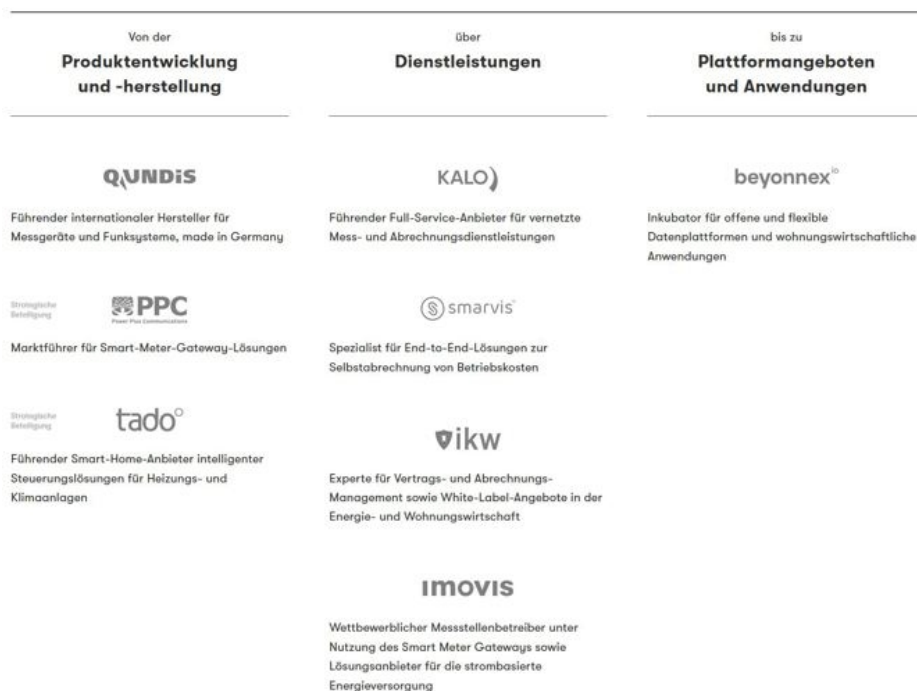 Von der
Produktentwicklung
und -herstellung
QUNDIS
Führender internationaler Hersteller für
Messgeräte und Funksysteme, made in Germany
Strategische
Beteiligung
PPC
Power Plus Communications
Marktführer für Smart-Meter-Gateway-Lösungen
Strategische
Beteiligung
tado°
Führender Smart-Home-Anbieter intelligenter
Steuerungslösungen für Heizungs- und
Klimaanlagen
über
Dienstleistungen
KALO
Führender Full-Service-Anbieter für vernetzte
Mess- und Abrechnungsdienstleistungen
smarvis
Spezialist für End-to-End-Lösungen zur
Selbstabrechnung von Betriebskosten
ikw
Experte für Vertrags- und Abrechnungs-
Management sowie White-Label-Angebote in der
Energie- und Wohnungswirtschaft
ımovıs
Wettbewerblicher Messstellenbetreiber unter
Nutzung des Smart Meter Gateways sowie
Lösungsanbieter für die strombasierte
Energieversorgung
bis zu
Plattformangeboten
und Anwendungen
beyonnex io
Inkubator für offene und flexible
Datenplattformen und wohnungswirtschaftliche
Anwendungen